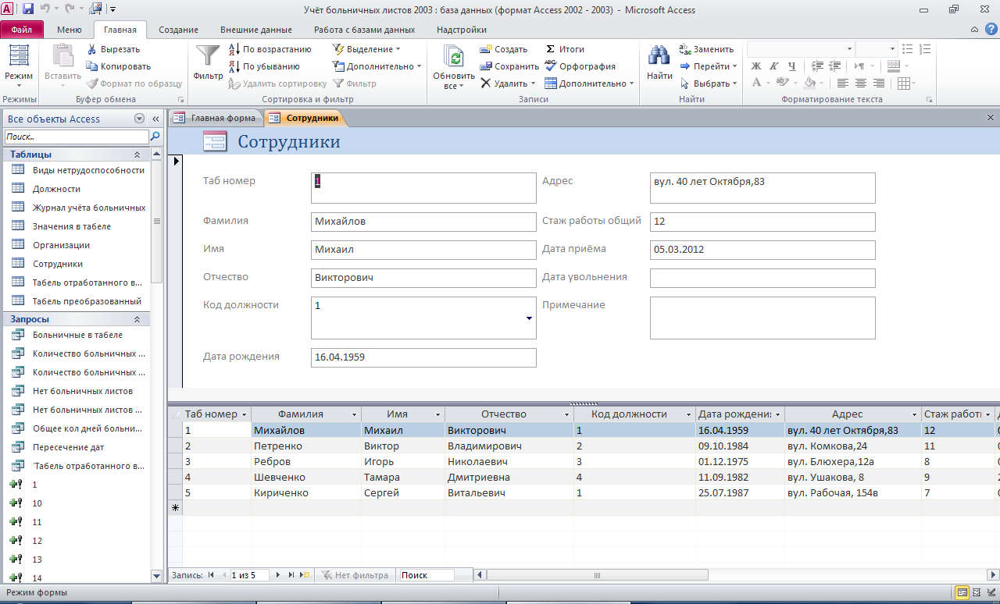 Учёт больничных листов 2003 : база данных (формат Access 2002 - 2003) - Microsoft Access
Файл Меню Главная Создание Внешние данные Работа с базами данных Надстройки
Режим
Режимы
Вставить
Вырезать
Копировать
Формат по образцу
Буфер обмена
Фильтр
По возрастанию
По убыванию
Удалить сортировку
Выделение
Дополнительно
Фильтр
Сортировка и фильтр
Обновить все
Создать
Сохранить
Удалить
Итоги
Орфография
Дополнительно
Записи
Найти
Заменить
Перейти
Выбрать
Найти
Ж К Ч
А
Форматирование текста
Все объекты Access
Поиск...
Таблицы
Виды нетрудоспособности
Должности
Журнал учёта больничных
Значения в табеле
Организации
Сотрудники
Табель отработанного в...
Табель преобразованный
Запросы
Больничные в табеле
Количество больничных ...
Количество больничных ...
Нет больничных листов
Нет больничных листов ...
Общее кол дней больни...
Пересечение дат
'Табель отработанного в...
1
10
11
12
13
14
Главная форма Сотрудники
Сотрудники
Таб номер 1
Фамилия Михайлов
Имя Михаил
Отчество Викторович
Код должности 1
Дата рождения 16.04.1959
Адрес вул. 40 лет Октября,83
Стаж работы общий 12
Дата приёма 05.03.2012
Дата увольнения
Примечание
Таб номер Фамилия Имя Отчество Код должности Дата рождени Адрес Стаж работ
1 Михайлов Михаил Викторович 1 16.04.1959 вул. 40 лет Октября,83 12
2 Петренко Виктор Владимирович 2 09.10.1984 вул. Комкова,24 11
3 Ребров Игорь Николаевич 3 01.12.1975 вул. Блюхера,12а 8
4 Шевченко Тамара Дмитриевна 4 11.09.1982 вул. Ушакова, 8 9
5 Кириченко Сергей Витальевич 1 25.07.1987 вул. Рабочая, 154в 7
Запись: 1 из 5 Нет фильтра Поиск
Режим формы